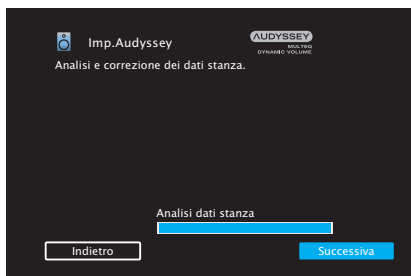 Imp.Audyssey
AUDYSSEY
MULTEQ
DYNAMIC VOLUME
Analisi e correzione dei dati stanza.
Analisi dati stanza
Indietro
Successiva